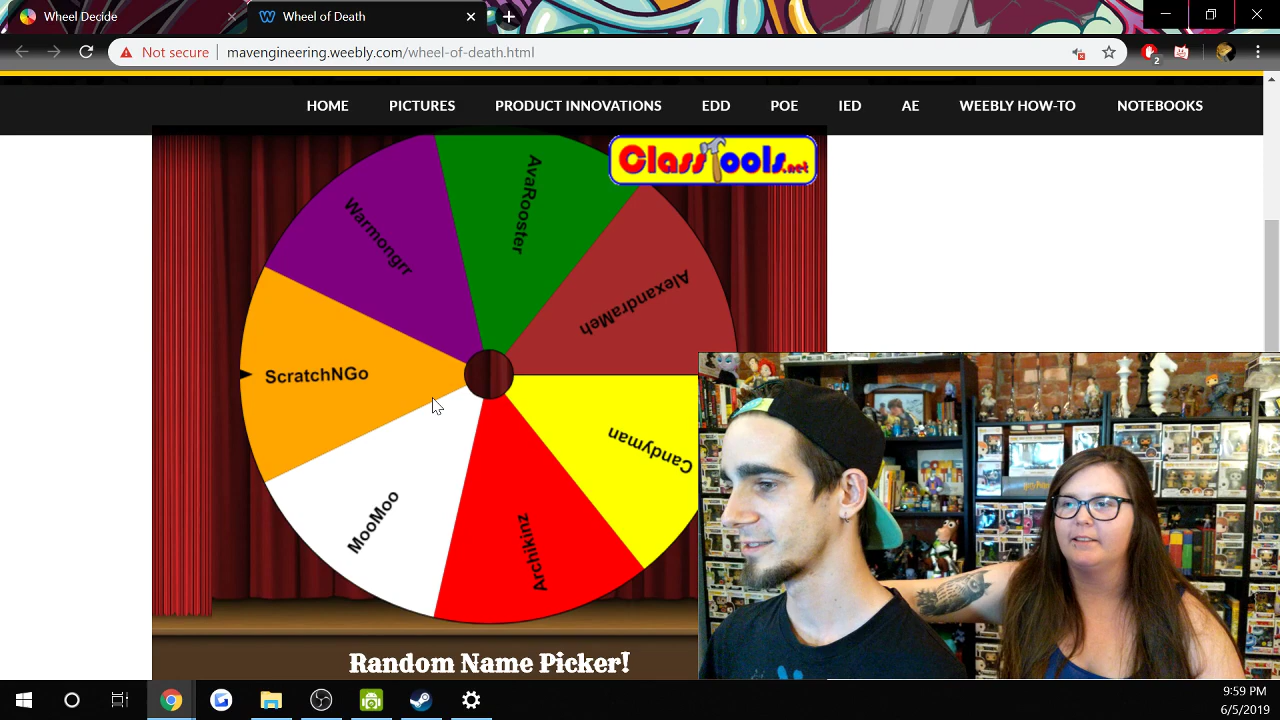 Wheel Decide
Wheel of Death
Not secure
mavengineering.weebly.com/wheel-of-death.html
2
HOME PICTURES PRODUCT INNOVATIONS EDD POE IED AE WEEBLY HOW-TO NOTEBOOKS
ClassTools.net
AvaRooster
Warmongrr
AlexandraMeh
ScratchNGo
Candyman
MooMoo
Archikinz
Random Name Picker!
9:59 PM
6/5/2019